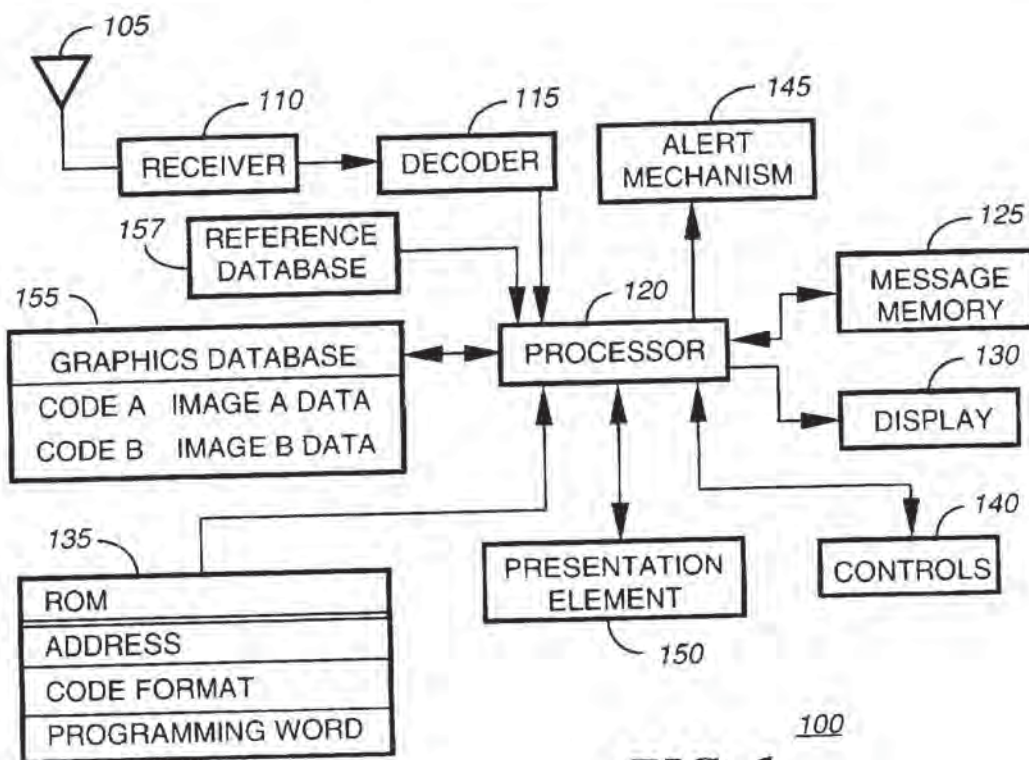 105
110
115
145
RECEIVER
DECODER
ALERT
MECHANISM
157
REFERENCE
DATABASE
125
MESSAGE
MEMORY
155
120
GRAPHICS DATABASE
PROCESSOR
130
CODE A IMAGE A DATA
DISPLAY
CODE B IMAGE B DATA
135
140
ROM
PRESENTATION
ELEMENT
CONTROLS
ADDRESS
150
CODE FORMAT
PROGRAMMING WORD
100